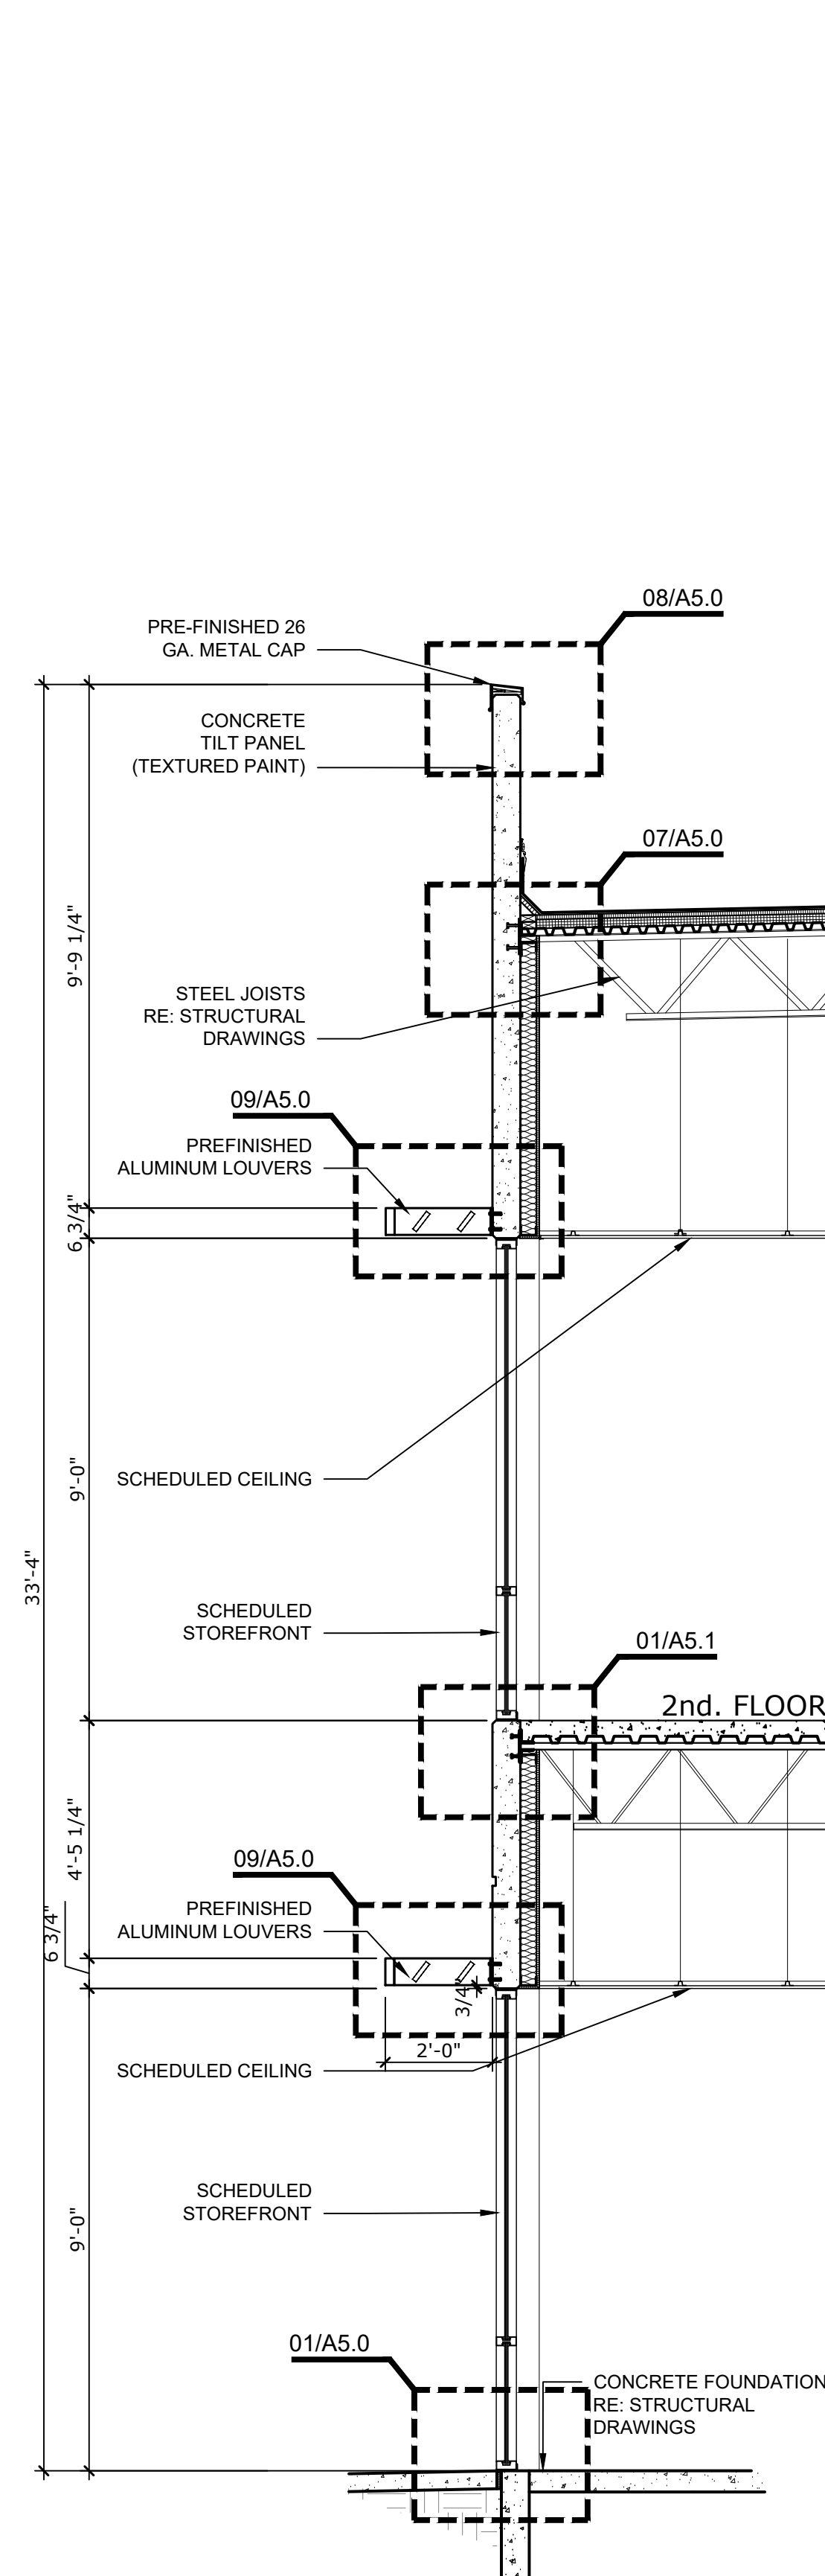 08/A5.0
PRE-FINISHED 26
GA. METAL CAP
CONCRETE
TILT PANEL
(TEXTURED PAINT)
07/A5.0
9'-9 1/4"
STEEL JOISTS
RE: STRUCTURAL
DRAWINGS
09/A5.0
PREFINISHED
ALUMINUM LOUVERS
6 3/4"
9'-0"
SCHEDULED CEILING
33'-4"
SCHEDULED
STOREFRONT
01/A5.1
2nd. FLOOR
4'-5 1/4"
09/A5.0
PREFINISHED
ALUMINUM LOUVERS
6 3/4"
3/4"
2'-0"
SCHEDULED CEILING
SCHEDULED
STOREFRONT
9'-0"
01/A5.0
CONCRETE FOUNDATION
RE: STRUCTURAL
DRAWINGS